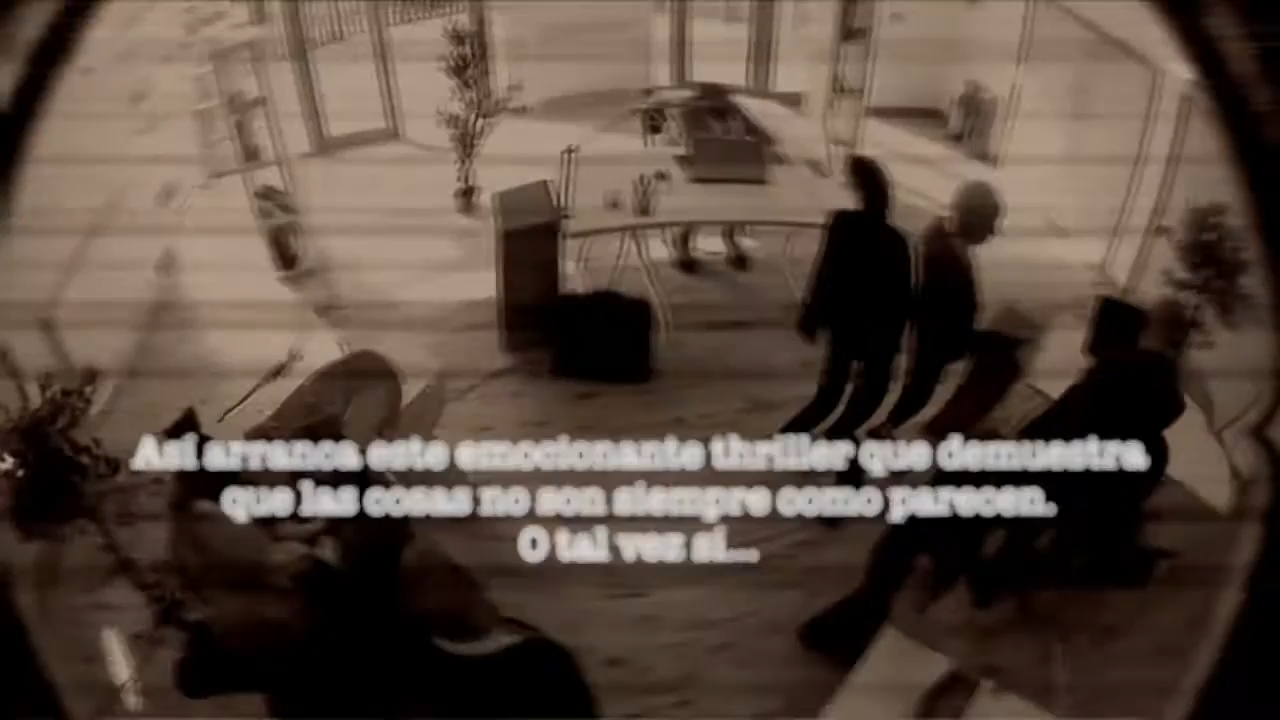 Así arranca este emocionante thriller que demuestra
que las cosas no son siempre como parecen.
O tal vez sí...